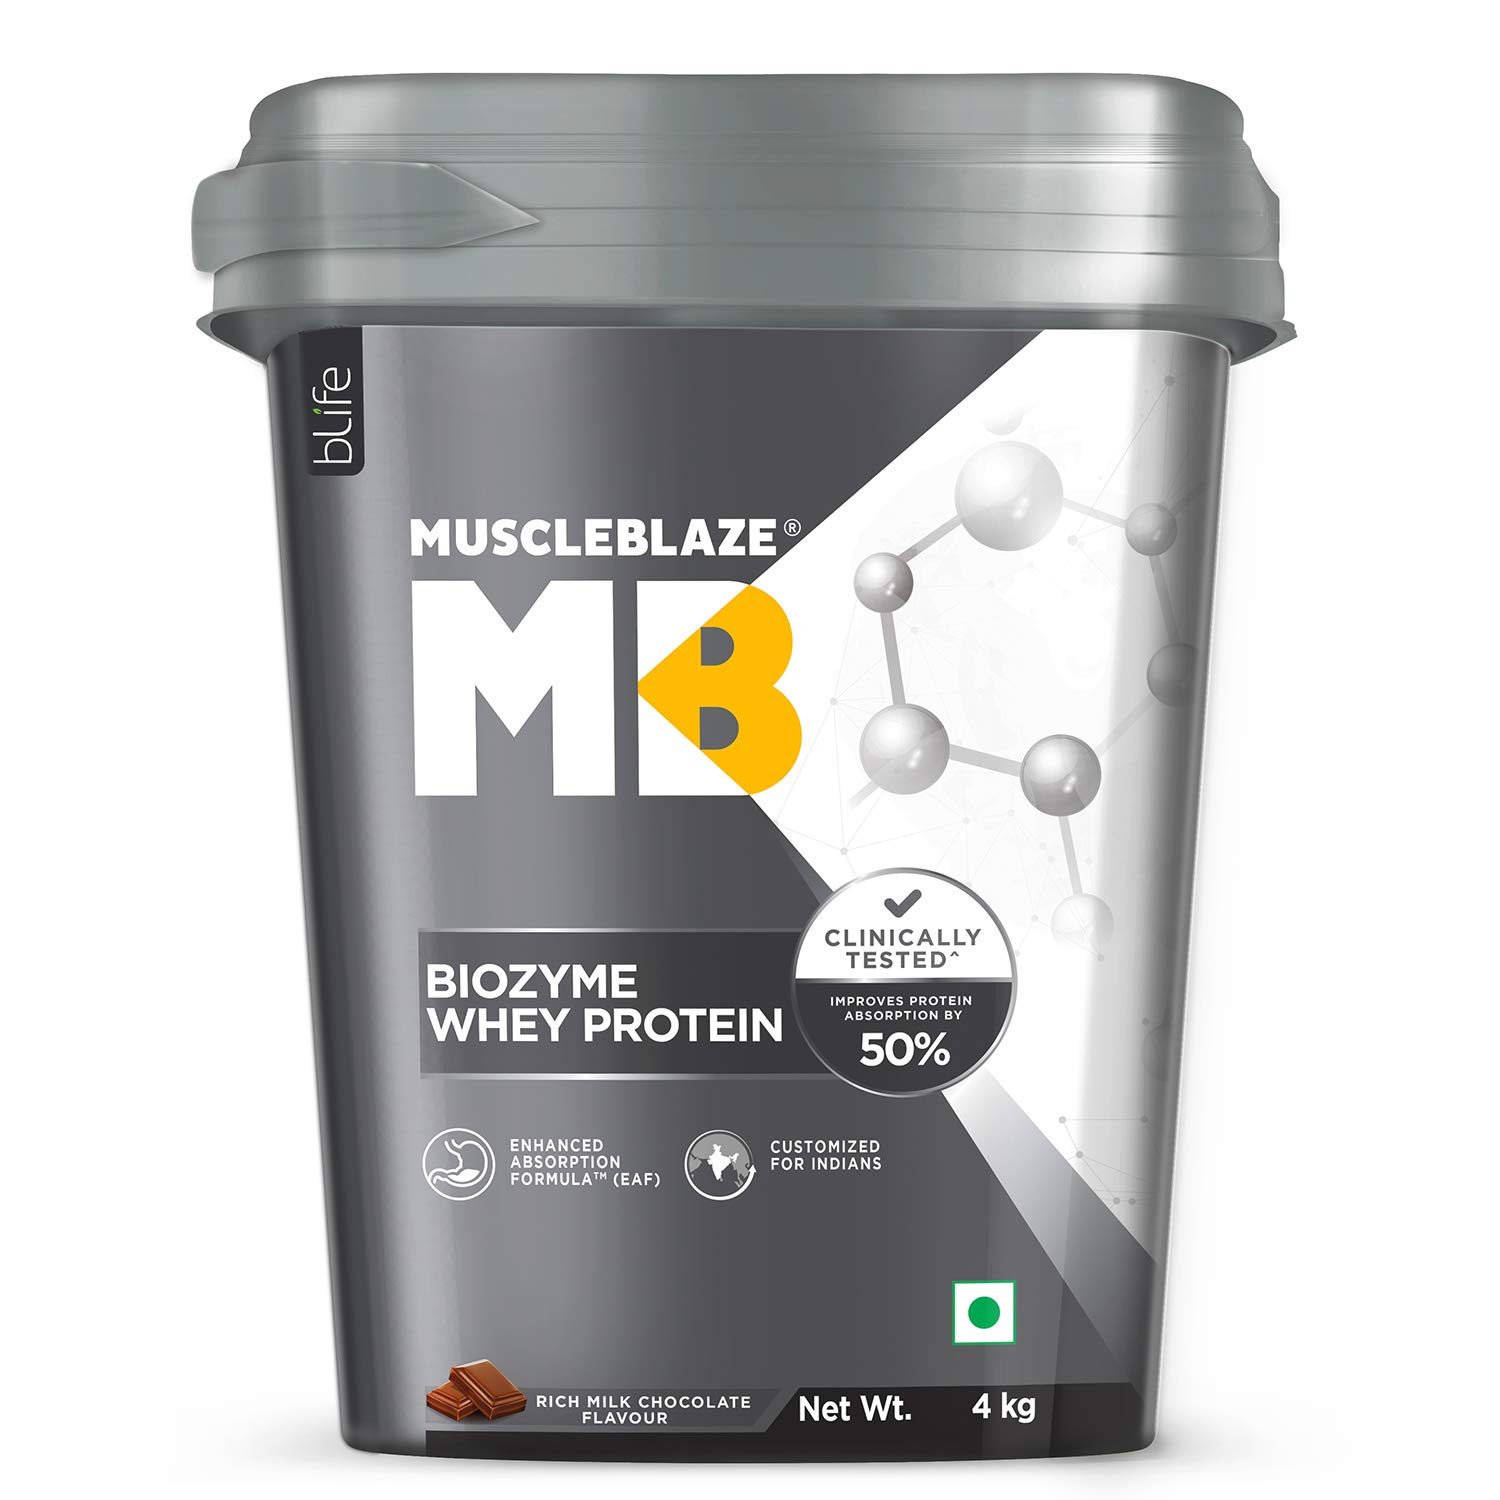 bLife
MUSCLEBLAZE®
MB
BIOZYME
WHEY PROTEIN
CLINICALLY
TESTED^
IMPROVES PROTEIN
ABSORPTION BY
50%
ENHANCED
ABSORPTION
FORMULA™ (EAF)
CUSTOMIZED
FOR INDIANS
RICH MILK CHOCOLATE
FLAVOUR
Net Wt. 4 kg